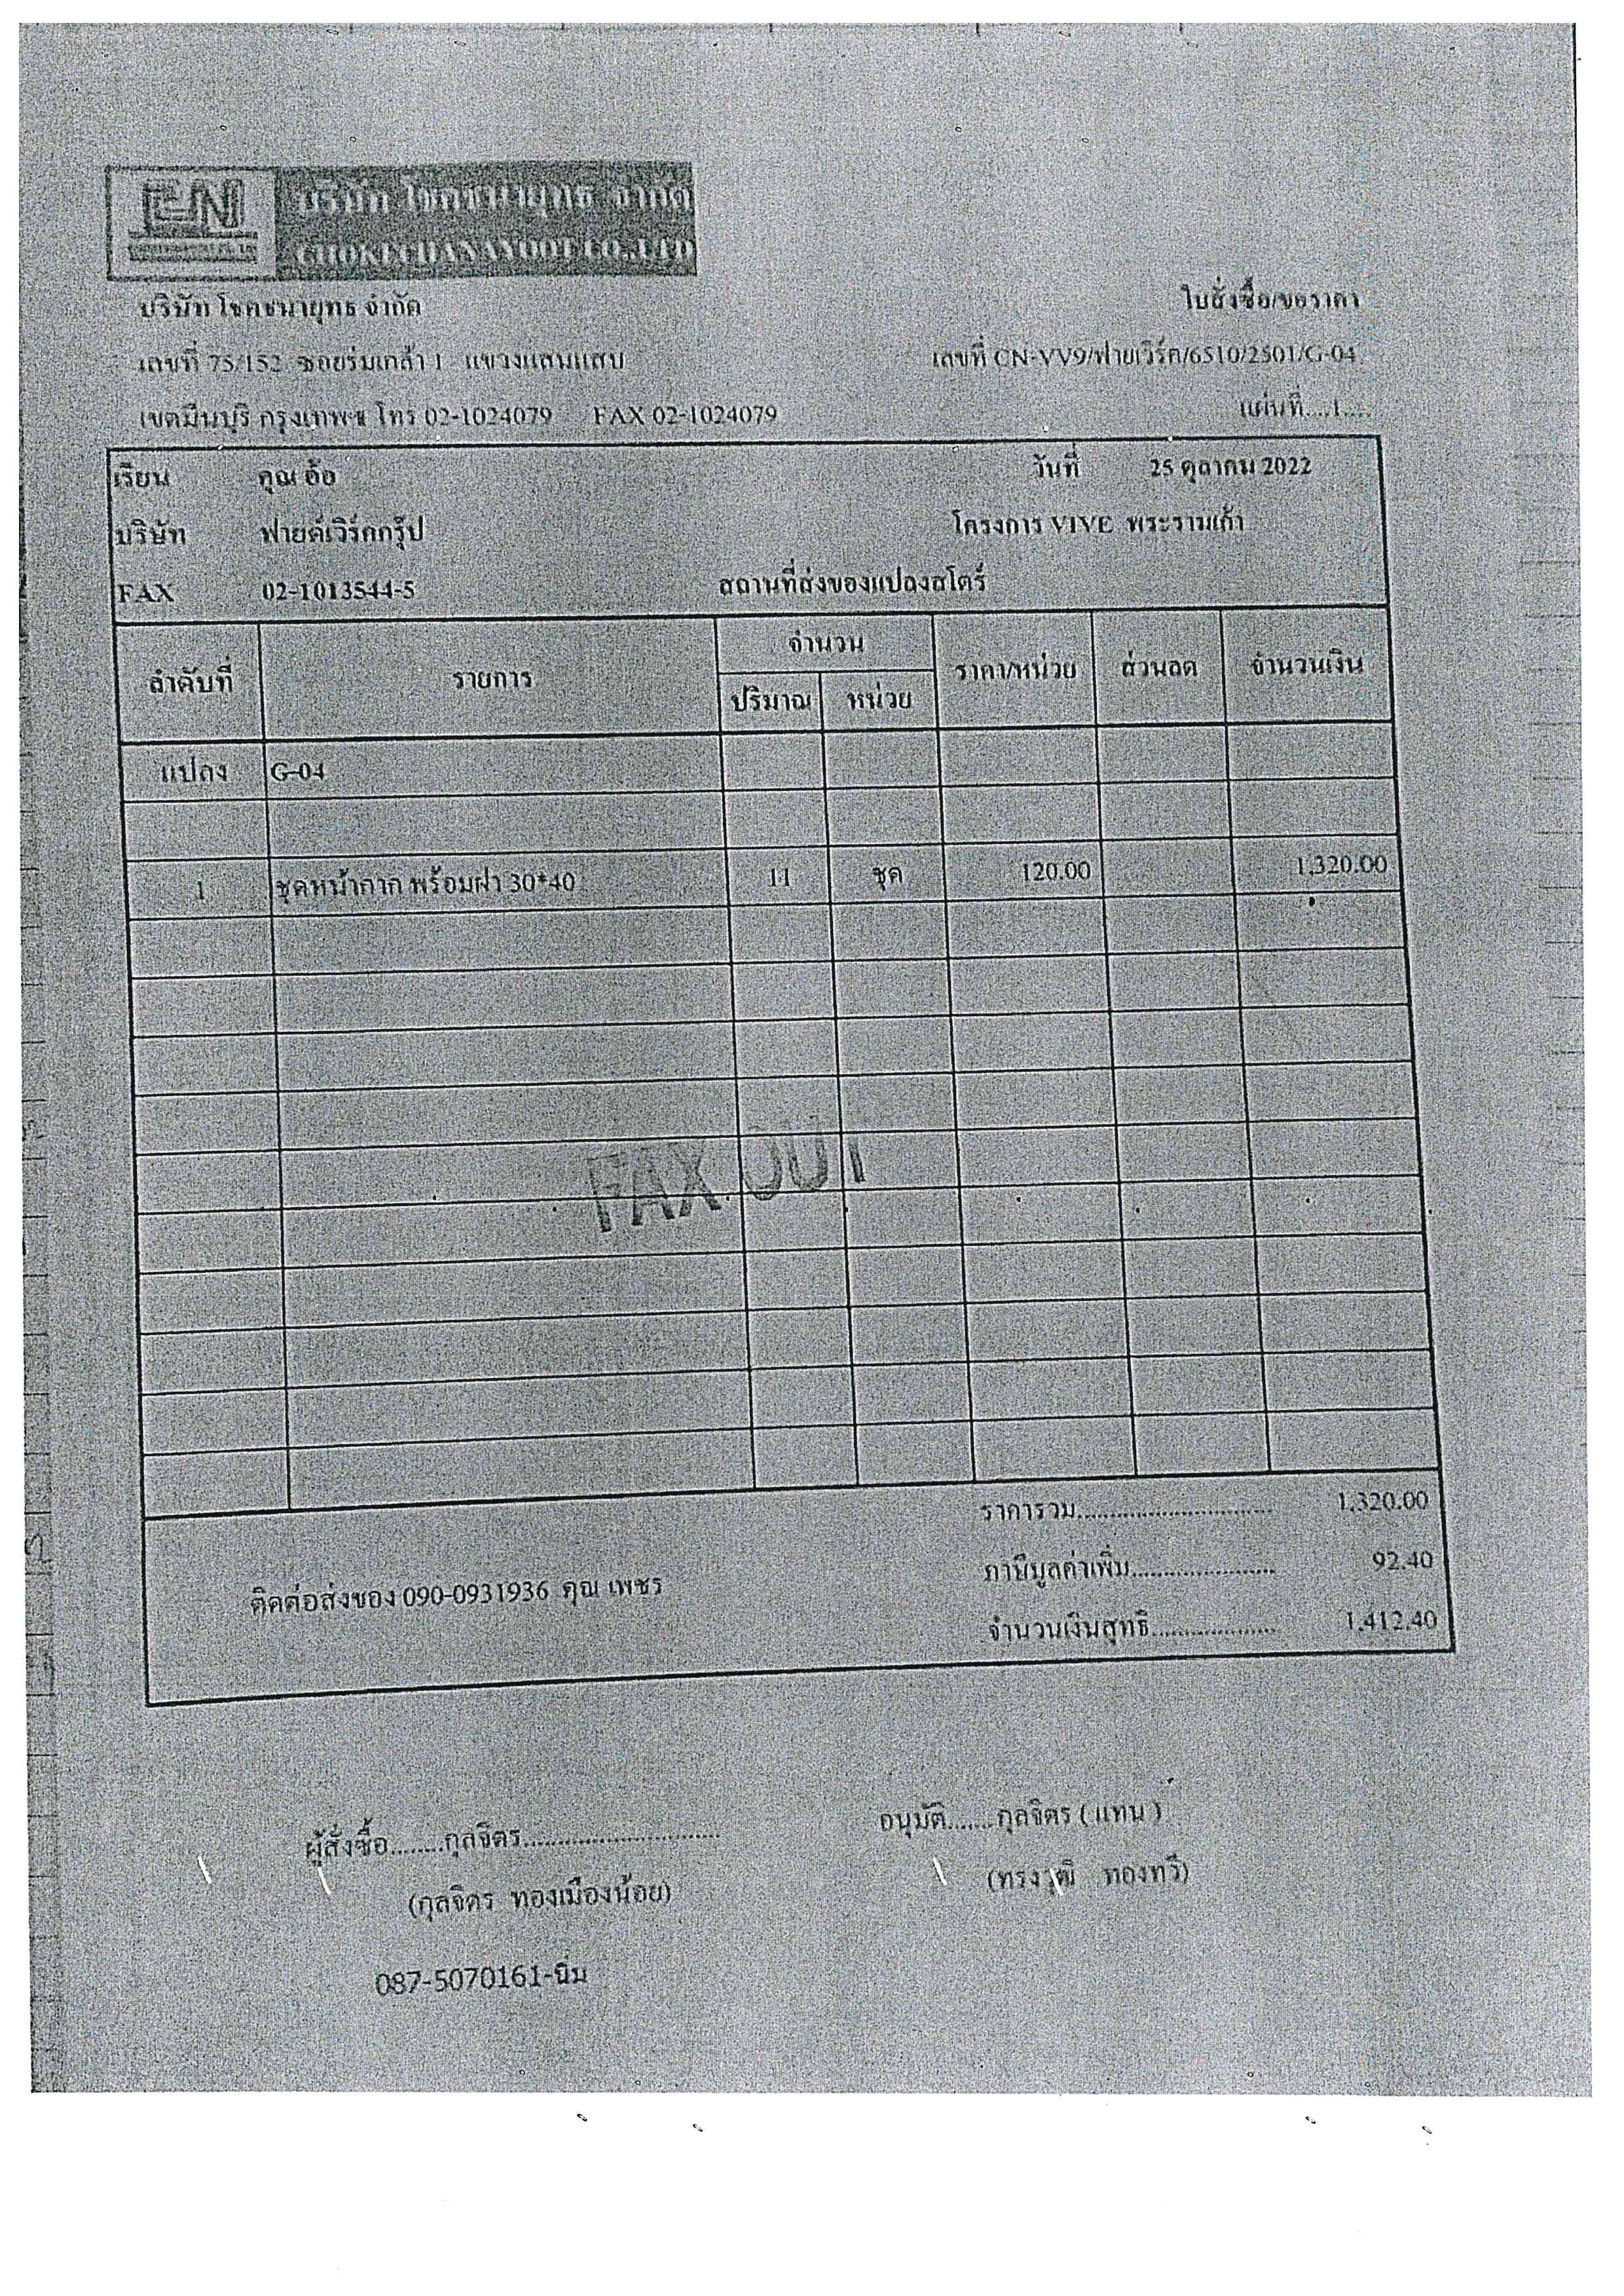 CN
บริษัท โชคชนายุทธ จำกัด
CHOKECHANAYOOT CO.,LTD
บริษัท โชคชนายุทธ จำกัด
ใบสั่งซื้อ/ขอราคา
เลขที่ 75/152 ซอยร่มเกล้า 1 แขวงแสนแสบ
เลขที่ CN-VV9/ฟายเวิร์ค/6510/2501/G-04
เขตมีนบุรี กรุงเทพฯ โทร 02-1024079 FAX 02-1024079
แผ่นที่....1....
เรียน คุณ อ้อ วันที่ 25 ตุลาคม 2022
บริษัท ฟายด์เวิร์คกรุ๊ป โครงการ VIVE พระรามเก้า
FAX 02-1013544-5 สถานที่ส่งของแปลงสโตร์
ลำดับที่ รายการ จำนวน ราคา/หน่วย ส่วนลด จำนวนเงิน
ปริมาณ หน่วย
แปลง G-04
1 ชุดหน้ากาก พร้อมฝา 30*40 11 ชุด 120.00 1,320.00
FAX OUT
ราคารวม............................. 1,320.00
ภาษีมูลค่าเพิ่ม..................... 92.40
ติดต่อส่งของ 090-0931936 คุณ เพชร
จำนวนเงินสุทธิ................... 1,412.40
ผู้สั่งซื้อ........กุลจิตร.............................
อนุมัติ.......กุลจิตร ( แทน )
(กุลจิตร ทองเมืองน้อย)
(ทรงวุฒิ ทองทวี)
087-5070161-นิ่ม